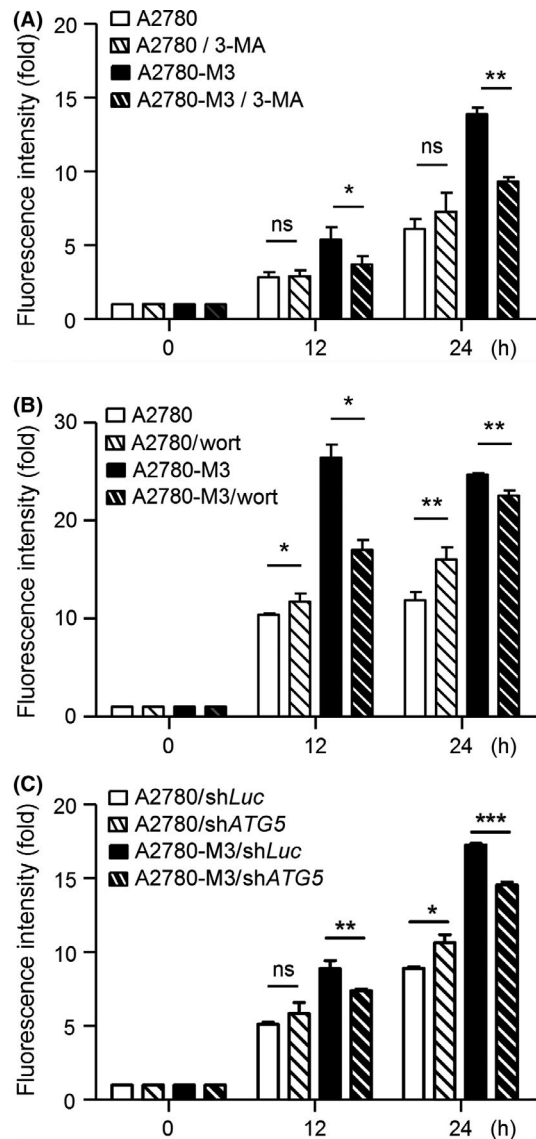 (A)
A2780
A2780 / 3-MA
A2780-M3
A2780-M3 / 3-MA
Fluorescence intensity (fold)
20
15
10
5
0
ns
*
ns
**
0 12 24 (h)
(B)
A2780
A2780/wort
A2780-M3
A2780-M3/wort
Fluorescence intensity (fold)
30
20
10
0
*
*
**
**
0 12 24 (h)
(C)
A2780/shLuc
A2780/shATG5
A2780-M3/shLuc
A2780-M3/shATG5
Fluorescence intensity (fold)
20
15
10
5
0
ns
**
*
***
0 12 24 (h)